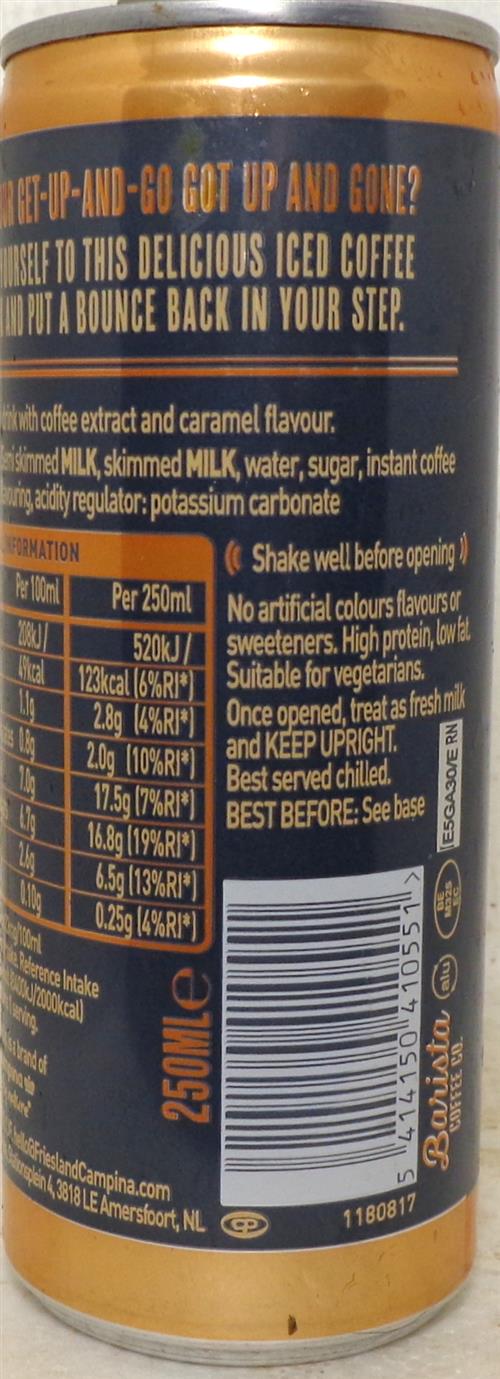 GET-UP-AND-GO GOT UP AND GONE?
TO THIS DELICIOUS ICED COFFEE
AND PUT A BOUNCE BACK IN YOUR STEP.
with coffee extract and caramel flavour.
skimmed MILK, skimmed MILK, water, sugar, instant coffee
acidity regulator: potassium carbonate
Shake well before opening
Per 100ml Per 250ml
208kJ/ 520kJ/
49kcal 123kcal (6%RI*)
1.1g 2.8g (4%RI*)
0.8g 2.0g (10%RI*)
7.0g 17.5g (7%RI*)
6.7g 16.8g (19%RI*)
2.6g 6.5g (13%RI*)
0.10g 0.25g (4%RI*)
Reference Intake
No artificial colours flavours or
sweeteners. High protein, low fat.
Suitable for vegetarians.
Once opened, treat as fresh milk
and KEEP UPRIGHT.
Best served chilled.
BEST BEFORE: See base
E5GA30/E RN
BE
M325
EC
alu
Barista
COFFEE CO.
250ML e
brand of
hello@FrieslandCampina.com
4, 3818 LE Amersfoort, NL
5 414150 410551 >
1180817